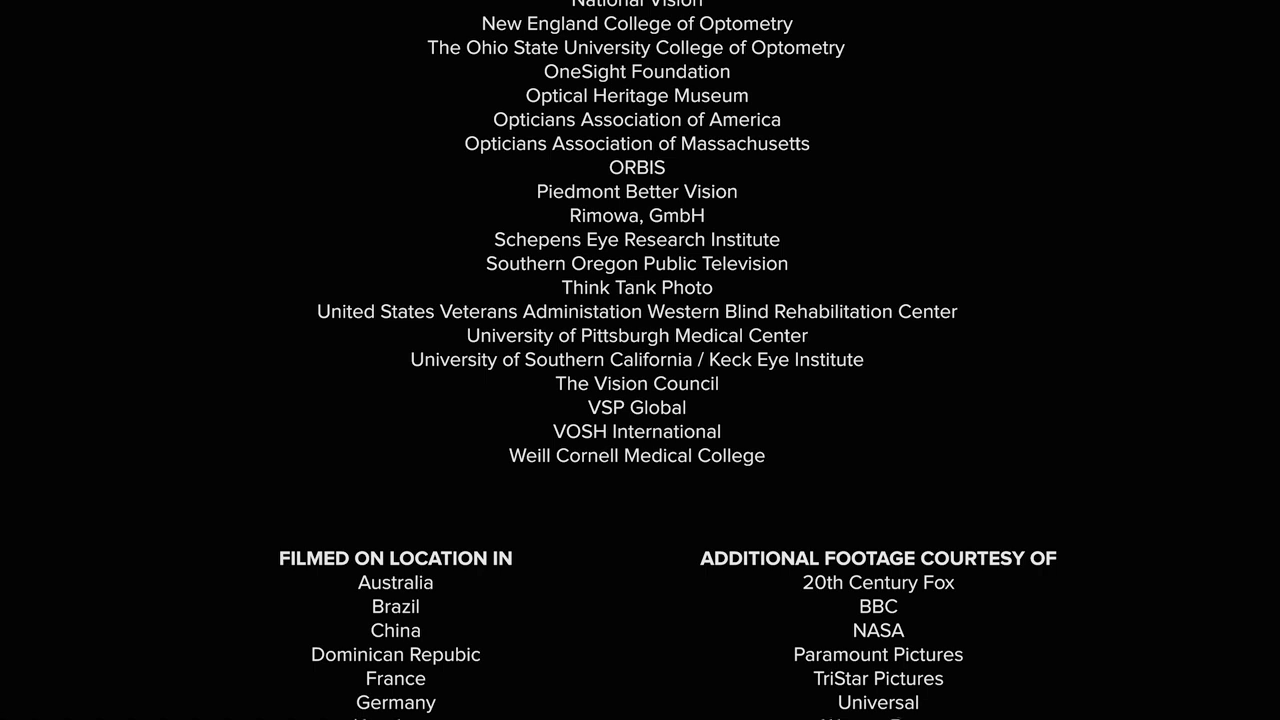 National Vision
New England College of Optometry
The Ohio State University College of Optometry
OneSight Foundation
Optical Heritage Museum
Opticians Association of America
Opticians Association of Massachusetts
ORBIS
Piedmont Better Vision
Rimowa, GmbH
Schepens Eye Research Institute
Southern Oregon Public Television
Think Tank Photo
United States Veterans Administation Western Blind Rehabilitation Center
University of Pittsburgh Medical Center
University of Southern California / Keck Eye Institute
The Vision Council
VSP Global
VOSH International
Weill Cornell Medical College
FILMED ON LOCATION IN
Australia
Brazil
China
Dominican Repubic
France
Germany
ADDITIONAL FOOTAGE COURTESY OF
20th Century Fox
BBC
NASA
Paramount Pictures
TriStar Pictures
Universal